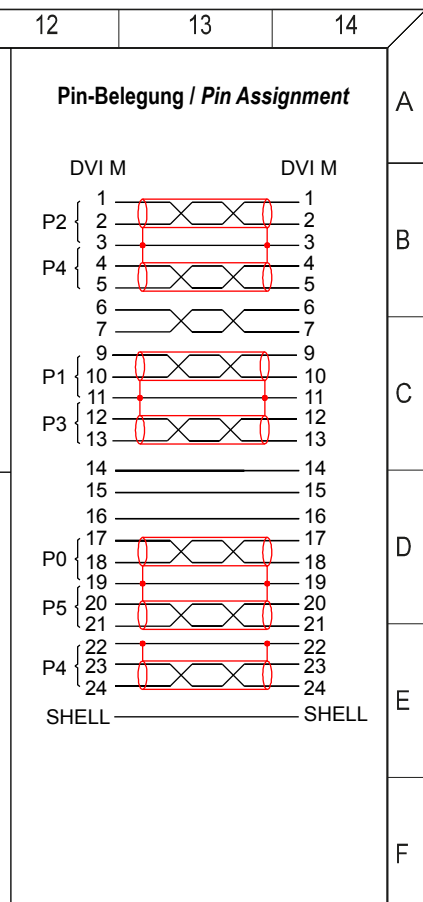 12 13 14
Pin-Belegung / Pin Assignment
A
DVI M DVI M
1 1
P2 2 2
3 3
B
P4 4 4
5 5
6 6
7 7
9 9
P1 10 10
11 11
C
P3 12 12
13 13
14 14
15 15
16 16
17 17
D
P0 18 18
19 19
P5 20 20
21 21
22 22
P4 23 23
24 24
E
SHELL SHELL
F